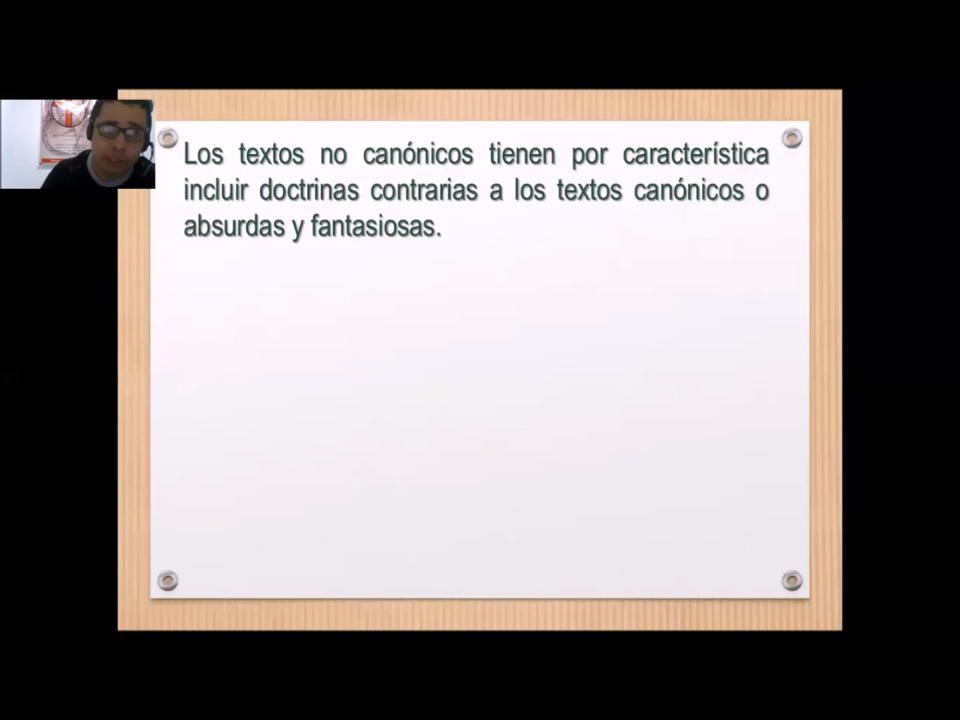 Los textos no canónicos tienen por característica
incluir doctrinas contrarias a los textos canónicos o
absurdas y fantasiosas.